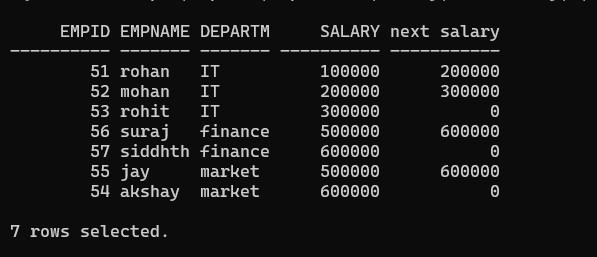 EMPID EMPNAME DEPARTM SALARY next salary
---------- ------- ------- ---------- -----------
51 rohan IT 100000 200000
52 mohan IT 200000 300000
53 rohit IT 300000 0
56 suraj finance 500000 600000
57 siddhth finance 600000 0
55 jay market 500000 600000
54 akshay market 600000 0
7 rows selected.